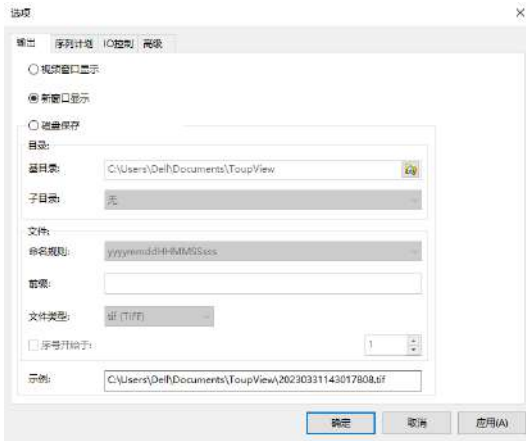 选项
输出 序列计划 IO控制 高级
视频窗口显示
新窗口显示
磁盘保存
目录:
基目录: C:\Users\Dell\Documents\ToupView
子目录: 无
文件:
命名规则: yyyymmddHHMMSSsss
前缀:
文件类型: tif (TIFF)
序号开始于: 1
示例: C:\Users\Dell\Documents\ToupView\20230331143017808.tif
确定 取消 应用(A)